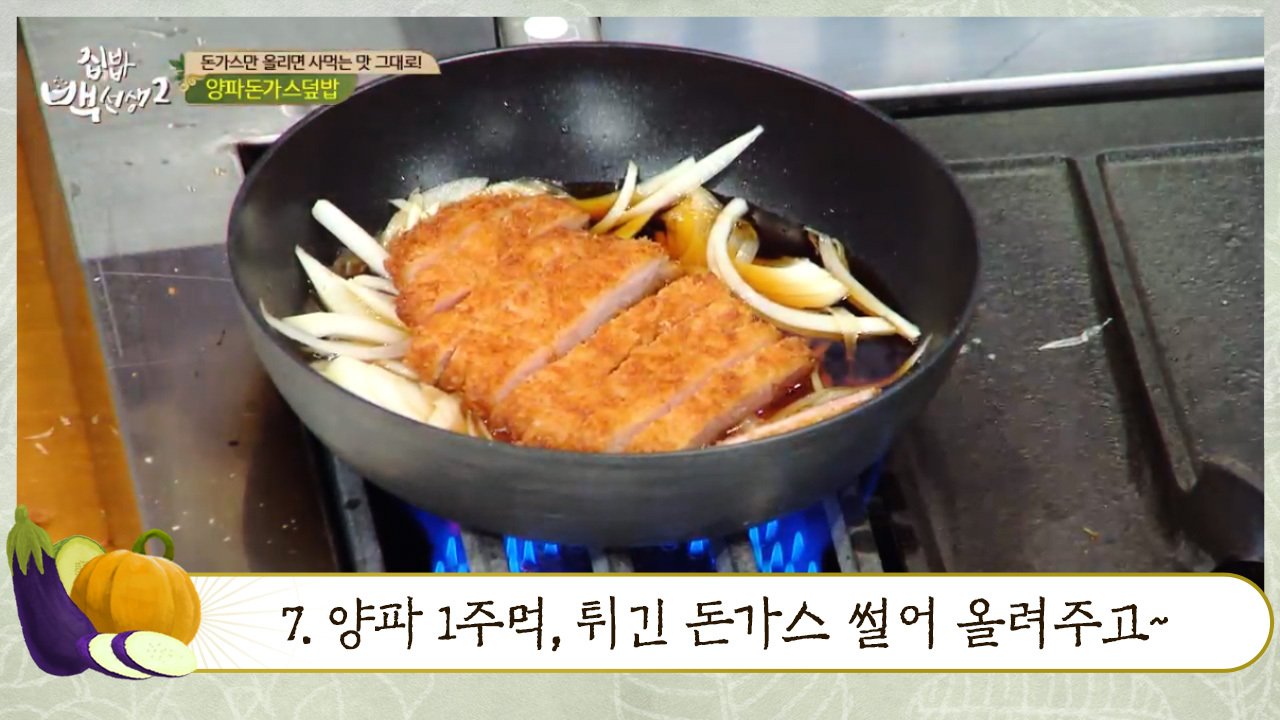 집밥
백선생2
돈가스만 올리면 사먹는 맛 그대로!
양파돈가스덮밥
7. 양파 1주먹, 튀긴 돈가스 썰어 올려주고~